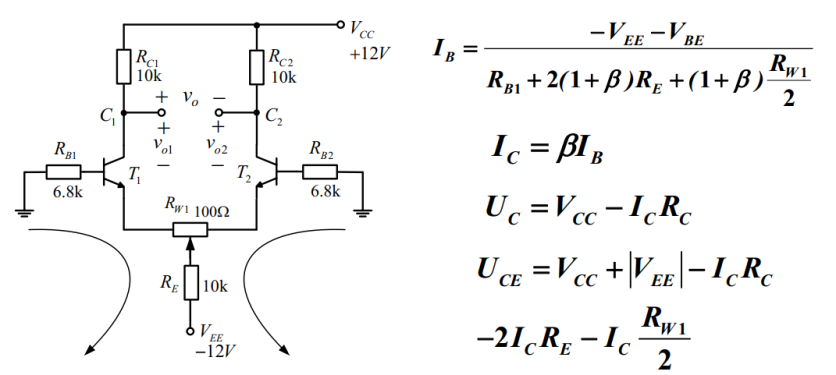 V_CC
+12V
R_C1
10k
R_C2
10k
+ v_o −
C_1
C_2
+
v_o1
−
+
v_o2
−
R_B1
6.8k
T_1
T_2
R_B2
6.8k
R_W1 100Ω
R_E 10k
V_EE
−12V
I_B = (−V_EE − V_BE) / (R_B1 + 2(1 + β)R_E + (1 + β) R_W1/2)
I_C = βI_B
U_C = V_CC − I_C R_C
U_CE = V_CC + |V_EE| − I_C R_C
−2I_C R_E − I_C R_W1/2